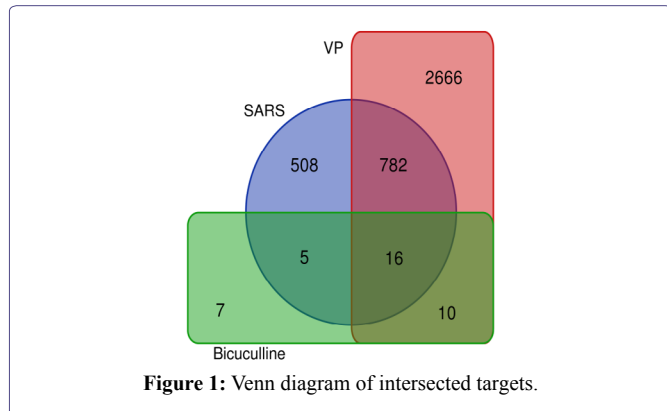 VP
2666
SARS
508
782
5
16
7
10
Bicuculline
Figure 1: Venn diagram of intersected targets.